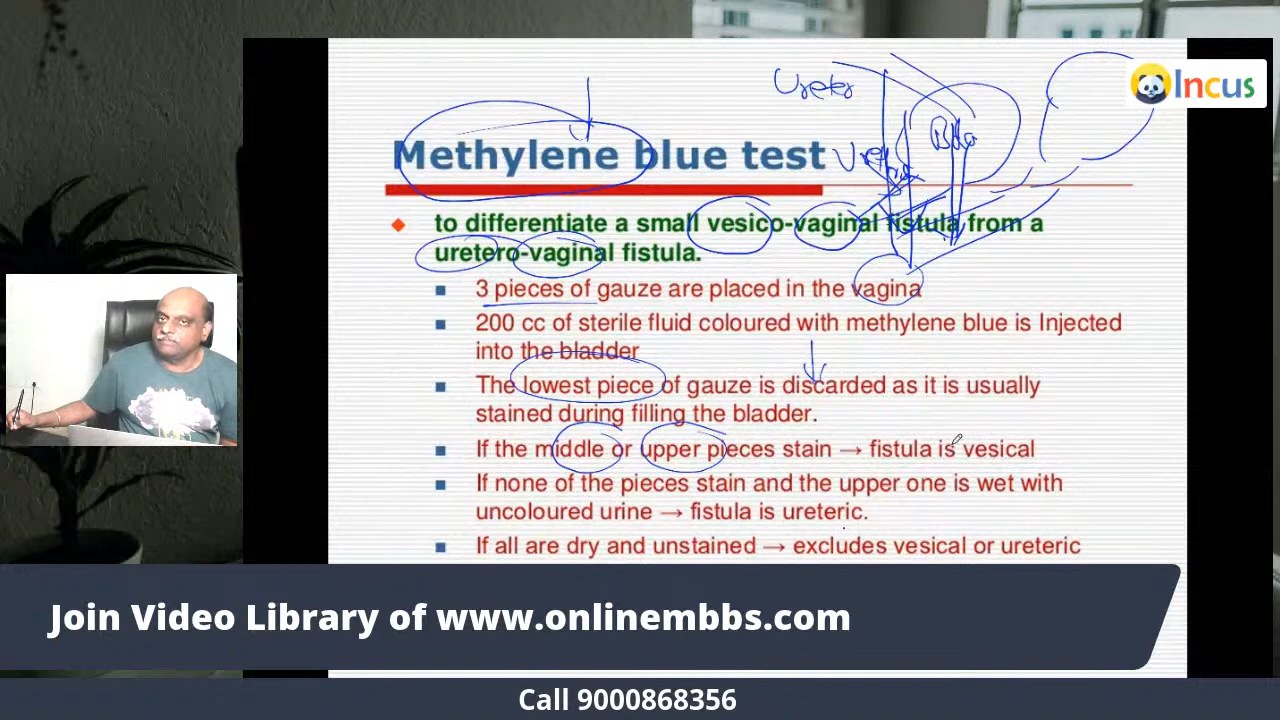 Incus
Ureter
Methylene blue test
to differentiate a small vesico-vaginal fistula from a
uretero-vaginal fistula.
3 pieces of gauze are placed in the vagina
200 cc of sterile fluid coloured with methylene blue is Injected
into the bladder
The lowest piece of gauze is discarded as it is usually
stained during filling the bladder.
If the middle or upper pieces stain → fistula is vesical
If none of the pieces stain and the upper one is wet with
uncoloured urine → fistula is ureteric.
If all are dry and unstained → excludes vesical or ureteric
Join Video Library of www.onlinembbs.com
Call 9000868356